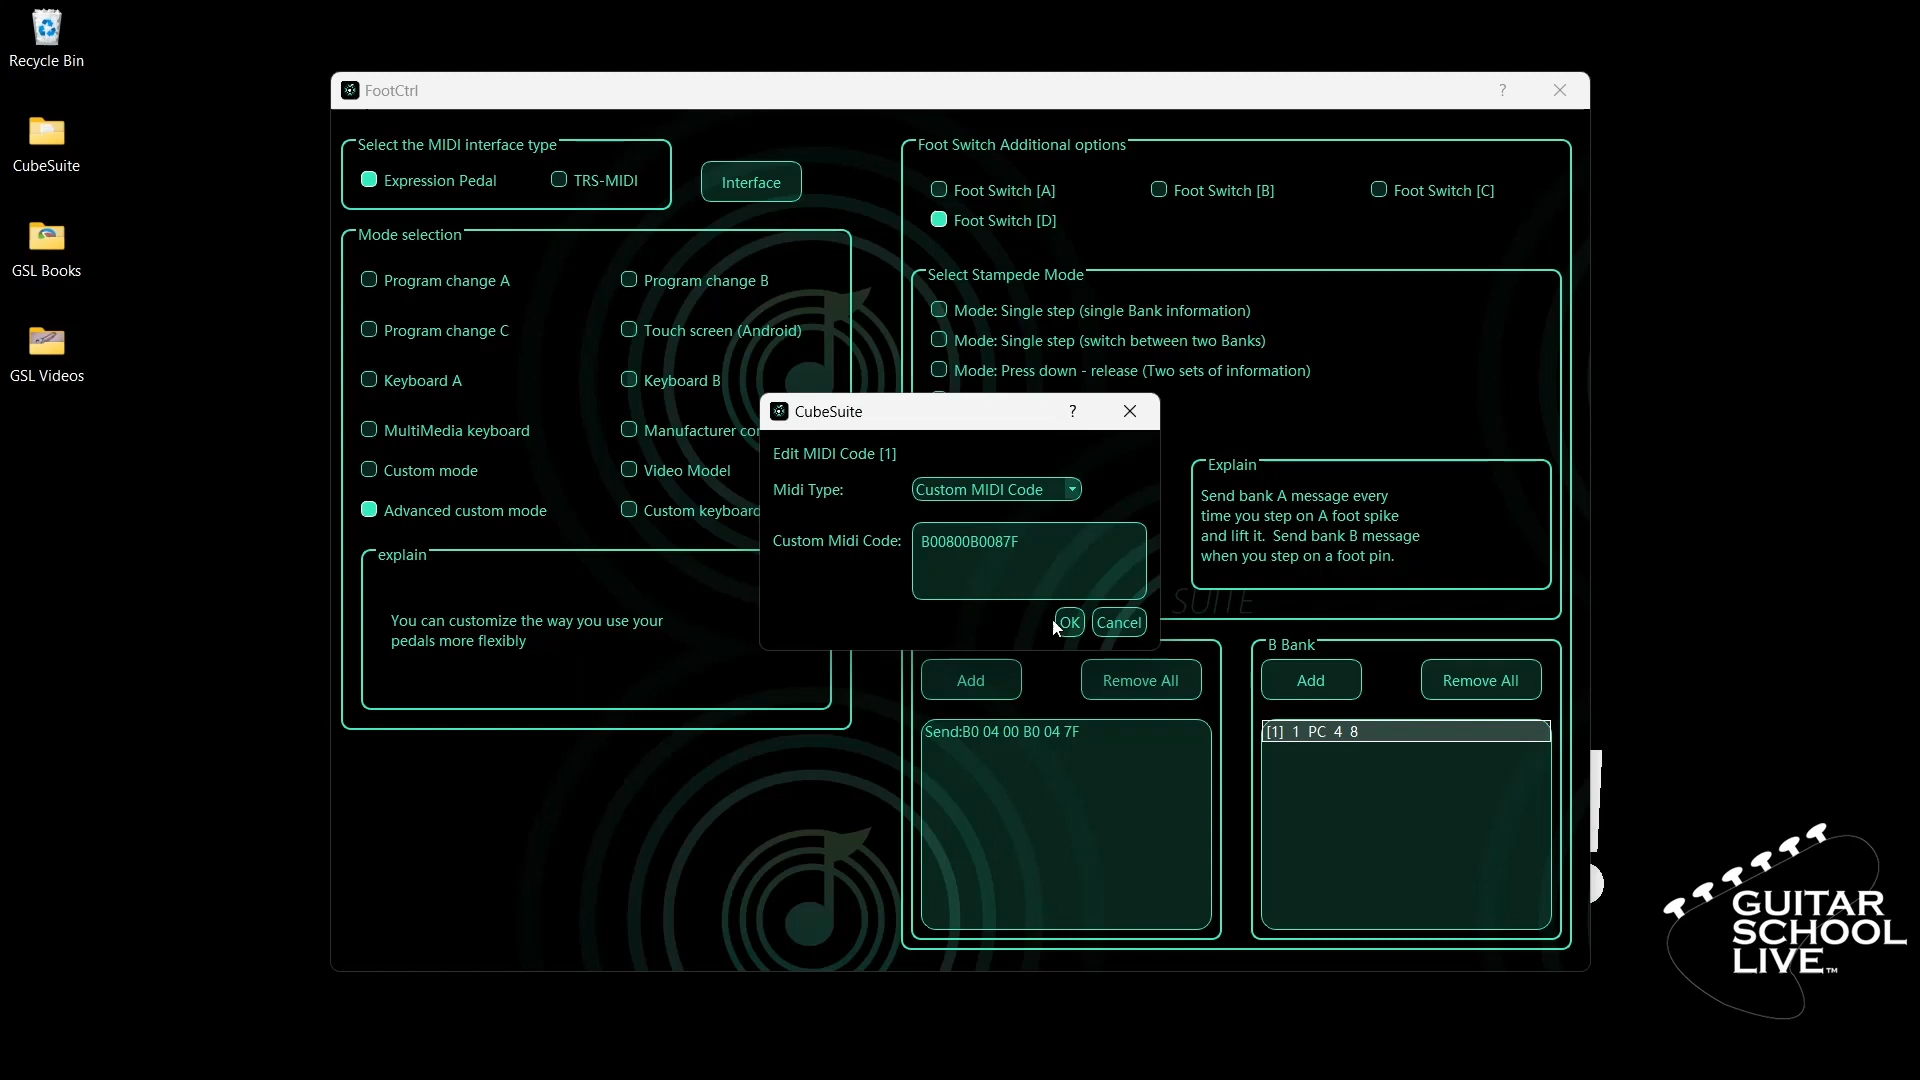 Recycle Bin
CubeSuite
GSL Books
GSL Videos
FootCtrl
?
Select the MIDI interface type
Expression Pedal
TRS-MIDI
Interface
Mode selection
Program change A
Program change B
Program change C
Touch screen (Android)
Keyboard A
Keyboard B
MultiMedia keyboard
Manufacturer
Custom mode
Video Model
Advanced custom mode
Custom keyboard
explain
You can customize the way you use your
pedals more flexibly
Foot Switch Additional options
Foot Switch [A]
Foot Switch [B]
Foot Switch [C]
Foot Switch [D]
Select Stampede Mode
Mode: Single step (single Bank information)
Mode: Single step (switch between two Banks)
Mode: Press down - release (Two sets of information)
CubeSuite
?
Edit MIDI Code [1]
Midi Type:
Custom MIDI Code
Custom Midi Code:
B00800B0087F
OK
Cancel
Explain
Send bank A message every
time you step on A foot spike
and lift it. Send bank B message
when you step on a foot pin.
SUITE
Add
Remove All
Send:B0 04 00 B0 04 7F
B Bank
Add
Remove All
[1] 1 PC 4 8
GUITAR
SCHOOL
LIVE™